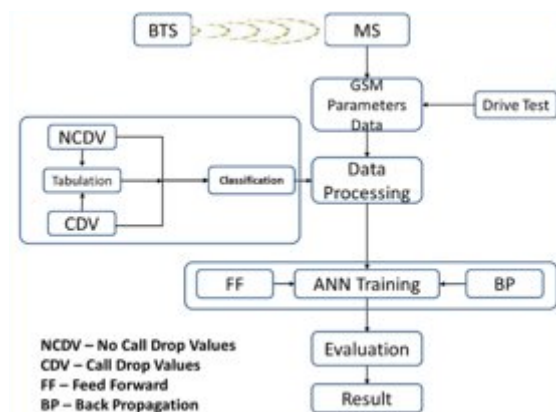 BTS
MS
GSM
Parameters
Data
Drive Test
NCDV
Tabulation
Classification
CDV
Data
Processing
FF
ANN Training
BP
NCDV – No Call Drop Values
CDV – Call Drop Values
FF – Feed Forward
BP – Back Propagation
Evaluation
Result